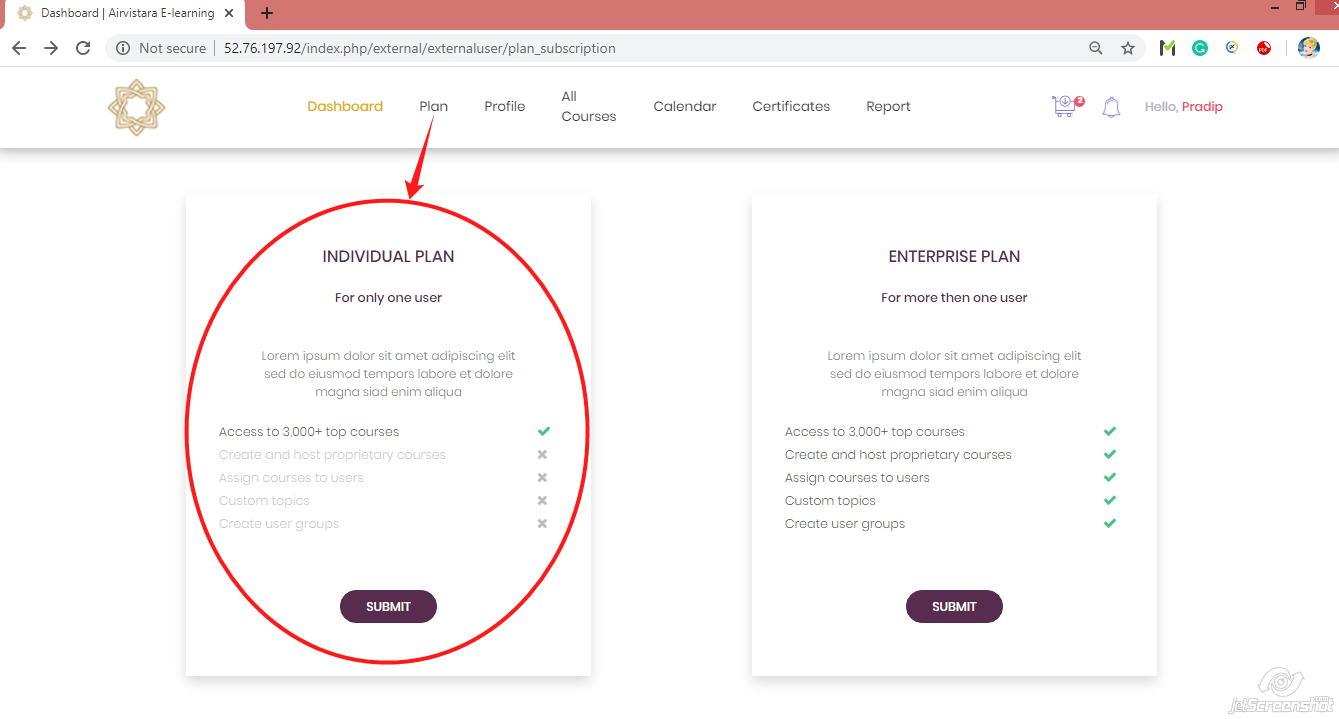 Dashboard | Airvistara E-learning
Not secure | 52.76.197.92/index.php/external/externaluser/plan_subscription
Dashboard Plan Profile All Courses Calendar Certificates Report 2 Hello, Pradip
INDIVIDUAL PLAN
For only one user
Lorem ipsum dolor sit amet adipiscing elit
sed do eiusmod tempors labore et dolore
magna siad enim aliqua
Access to 3,000+ top courses
Create and host proprietary courses
Assign courses to users
Custom topics
Create user groups
SUBMIT
ENTERPRISE PLAN
For more then one user
Lorem ipsum dolor sit amet adipiscing elit
sed do eiusmod tempors labore et dolore
magna siad enim aliqua
Access to 3,000+ top courses
Create and host proprietary courses
Assign courses to users
Custom topics
Create user groups
SUBMIT
jetScreenshot.com